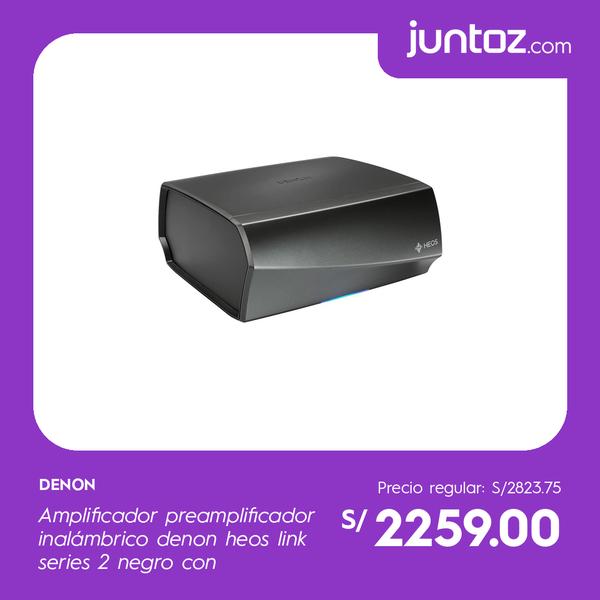 juntoz.com
HEOS
DENON
Amplificador preamplificador
inalámbrico denon heos link
series 2 negro con
Precio regular: S/2823.75
S/ 2259.00